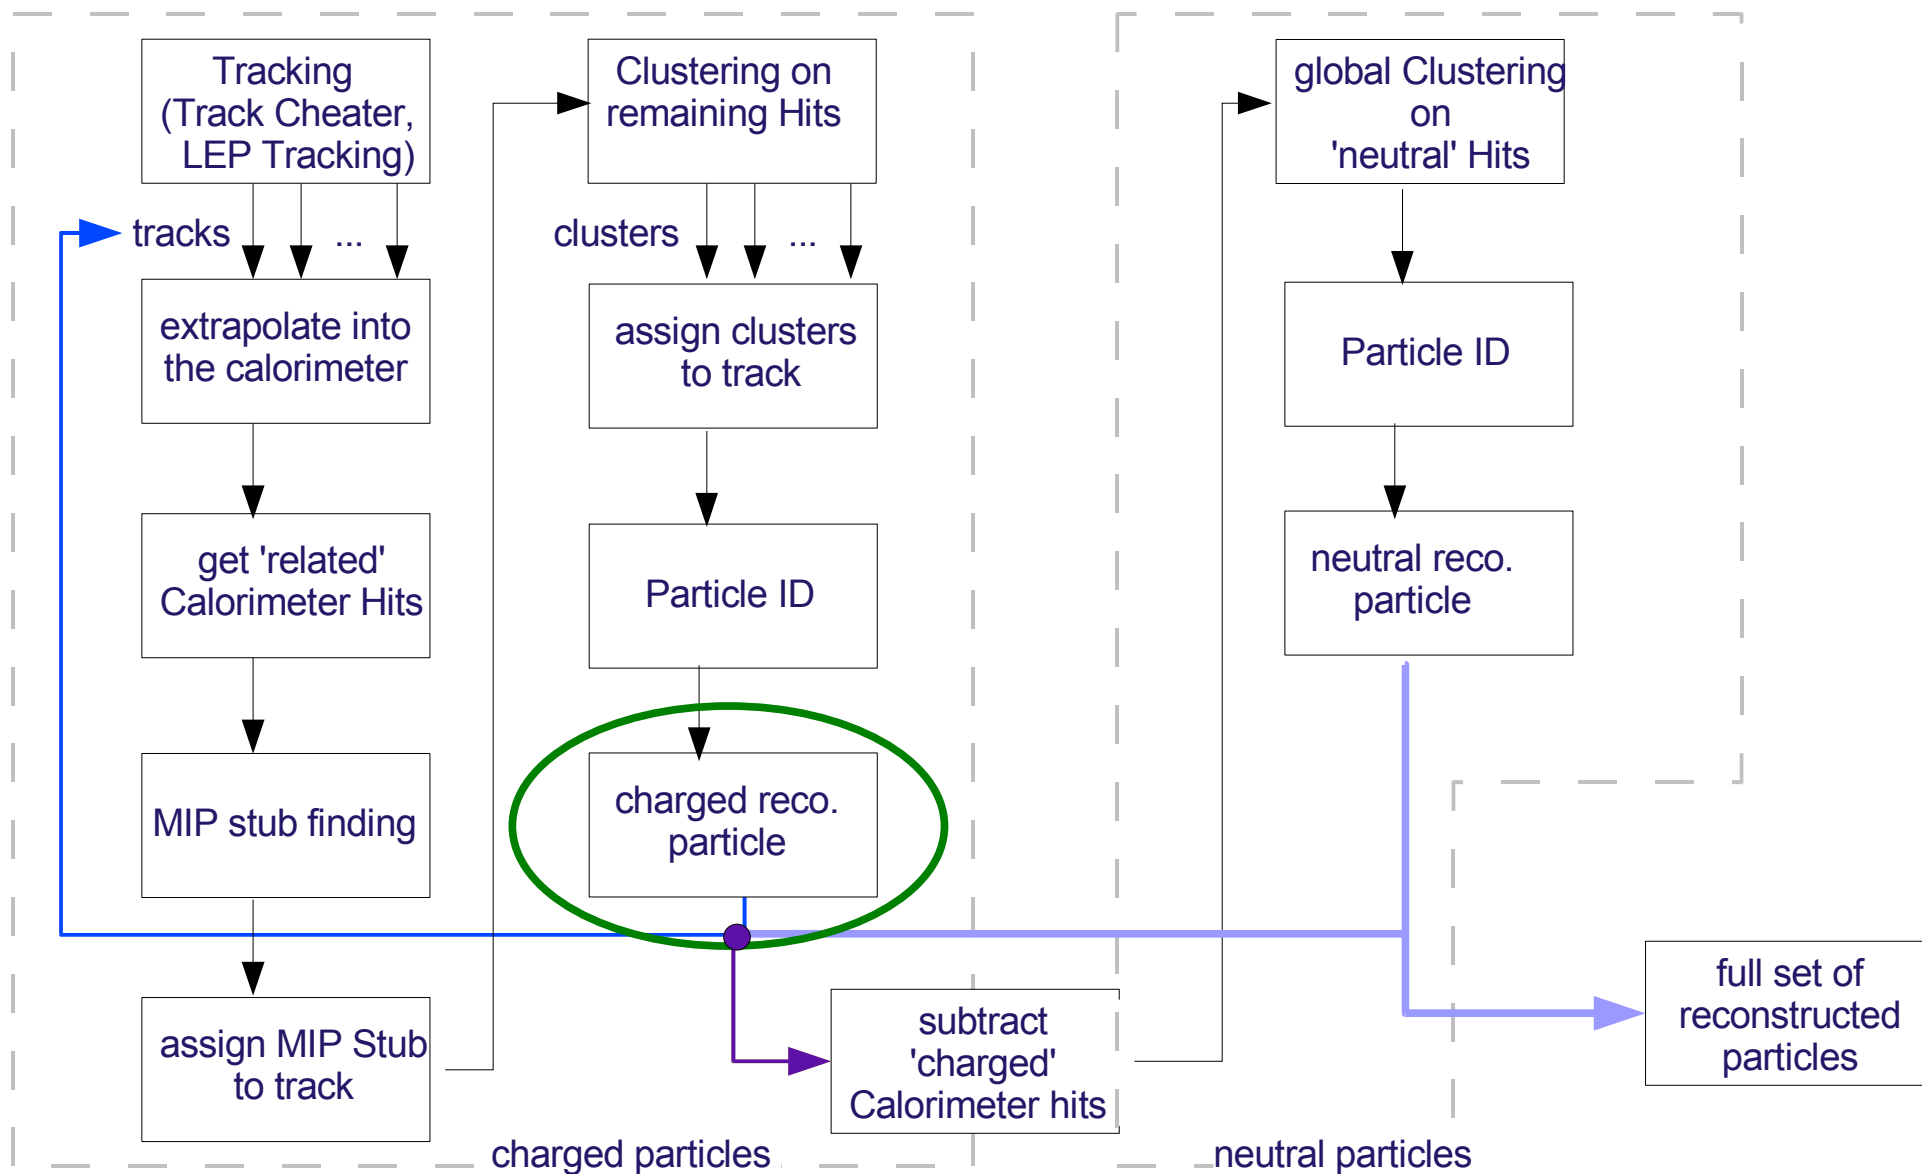 Tracking
(Track Cheater,
LEP Tracking)
tracks
...
extrapolate into
the calorimeter
get 'related'
Calorimeter Hits
MIP stub finding
assign MIP Stub
to track
Clustering on
remaining Hits
clusters
...
assign clusters
to track
Particle ID
charged reco.
particle
subtract
'charged'
Calorimeter hits
charged particles
global Clustering
on
'neutral' Hits
Particle ID
neutral reco.
particle
neutral particles
full set of
reconstructed
particles